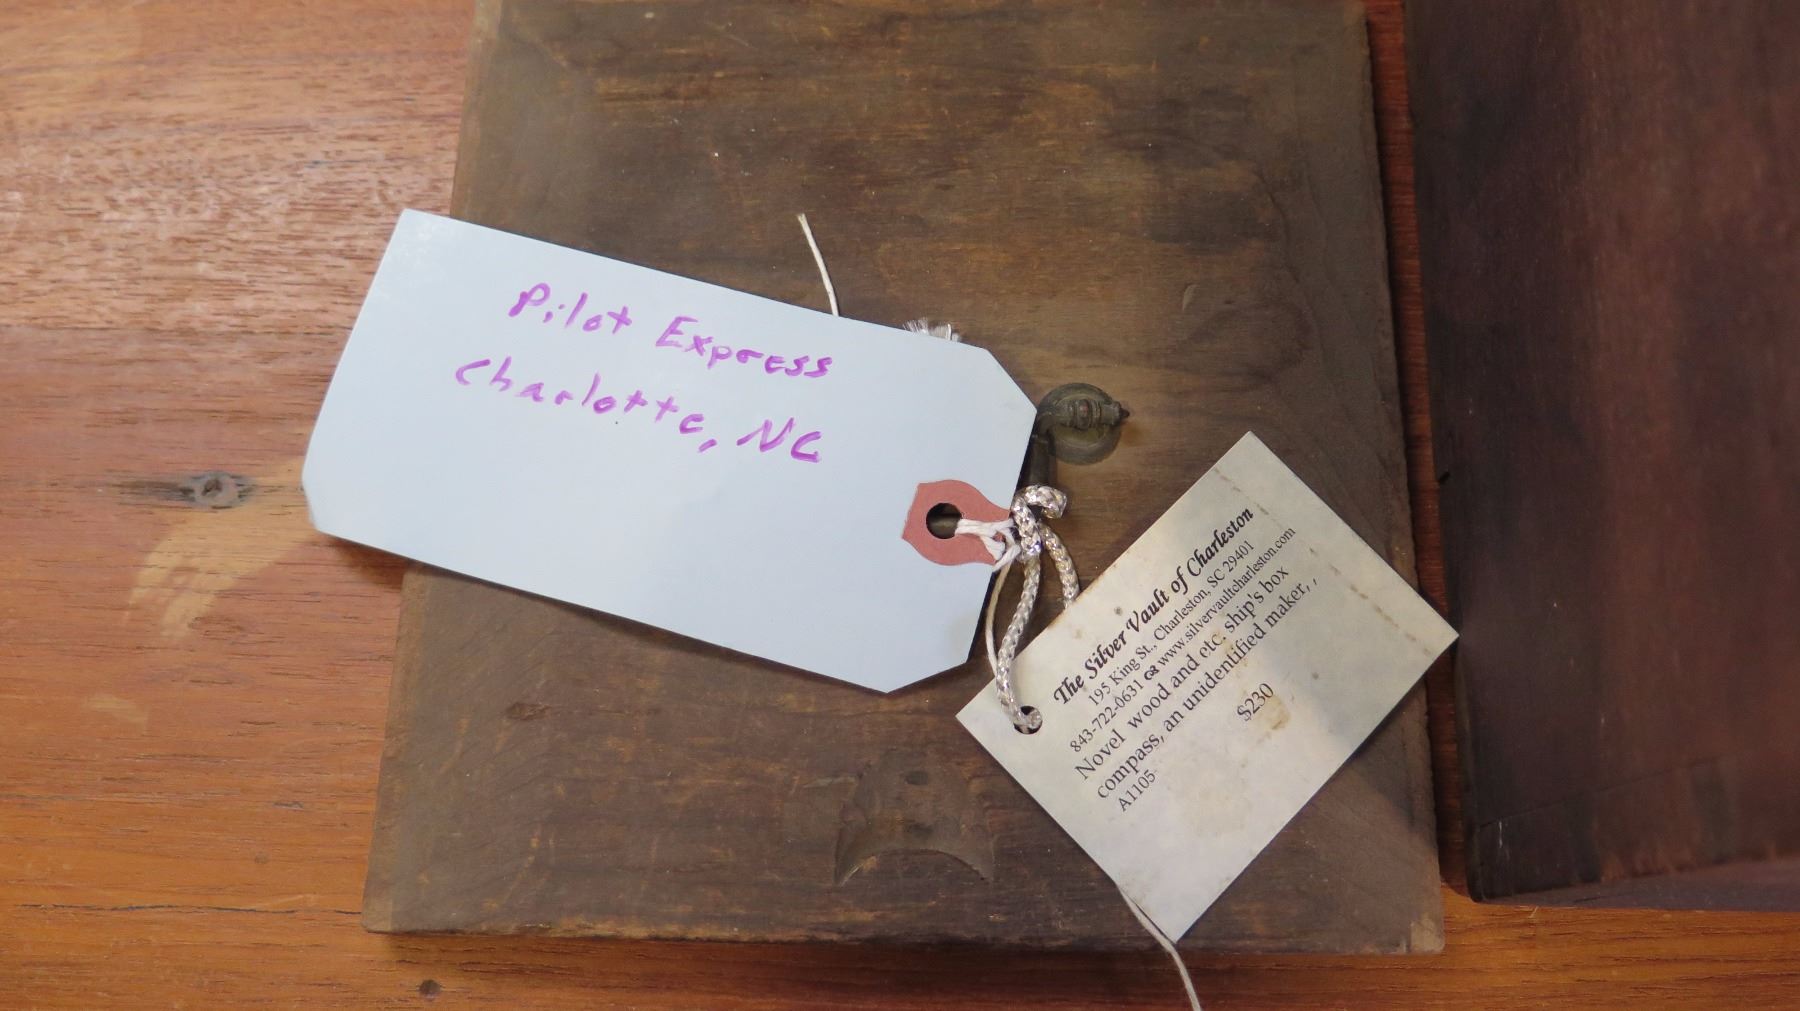 Pilot Express
Charlotte, NC
The Silver Vault of Charleston
195 King St., Charleston, SC 29401
843-722-0631 www.silvervaultcharleston.com
Novel wood and etc. ship's box
compass, an unidentified maker, ,
A1105
$230